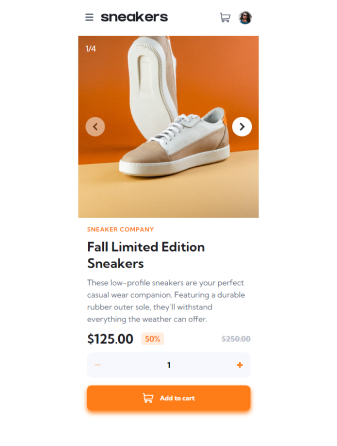 sneakers
1/4
SNEAKER COMPANY
Fall Limited Edition
Sneakers
These low-profile sneakers are your perfect
casual wear companion. Featuring a durable
rubber outer sole, they'll withstand
everything the weather can offer.
$125.00 50% $250.00
− 1 +
Add to cart